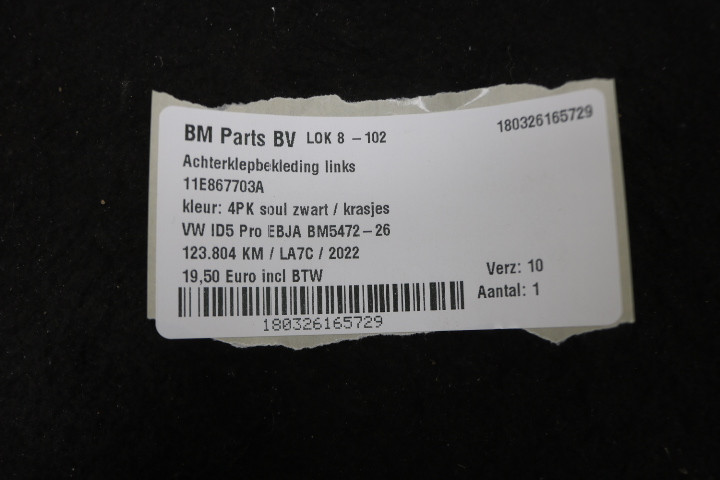 BM Parts BV LOK 8 - 102
180326165729
Achterklepbekleding links
11E867703A
kleur: 4PK soul zwart / krasjes
VW ID5 Pro EBJA BM5472-26
123.804 KM / LA7C / 2022
19,50 Euro incl BTW
Verz: 10
Aantal: 1
180326165729